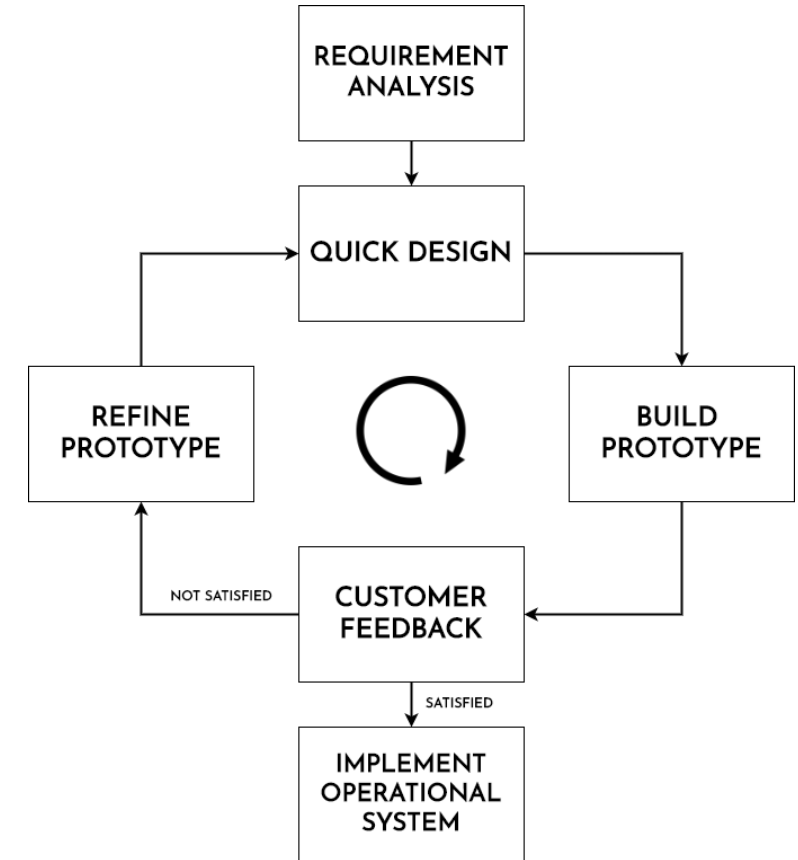 REQUIREMENT
ANALYSIS
QUICK DESIGN
REFINE
PROTOTYPE
BUILD
PROTOTYPE
NOT SATISFIED
CUSTOMER
FEEDBACK
SATISFIED
IMPLEMENT
OPERATIONAL
SYSTEM